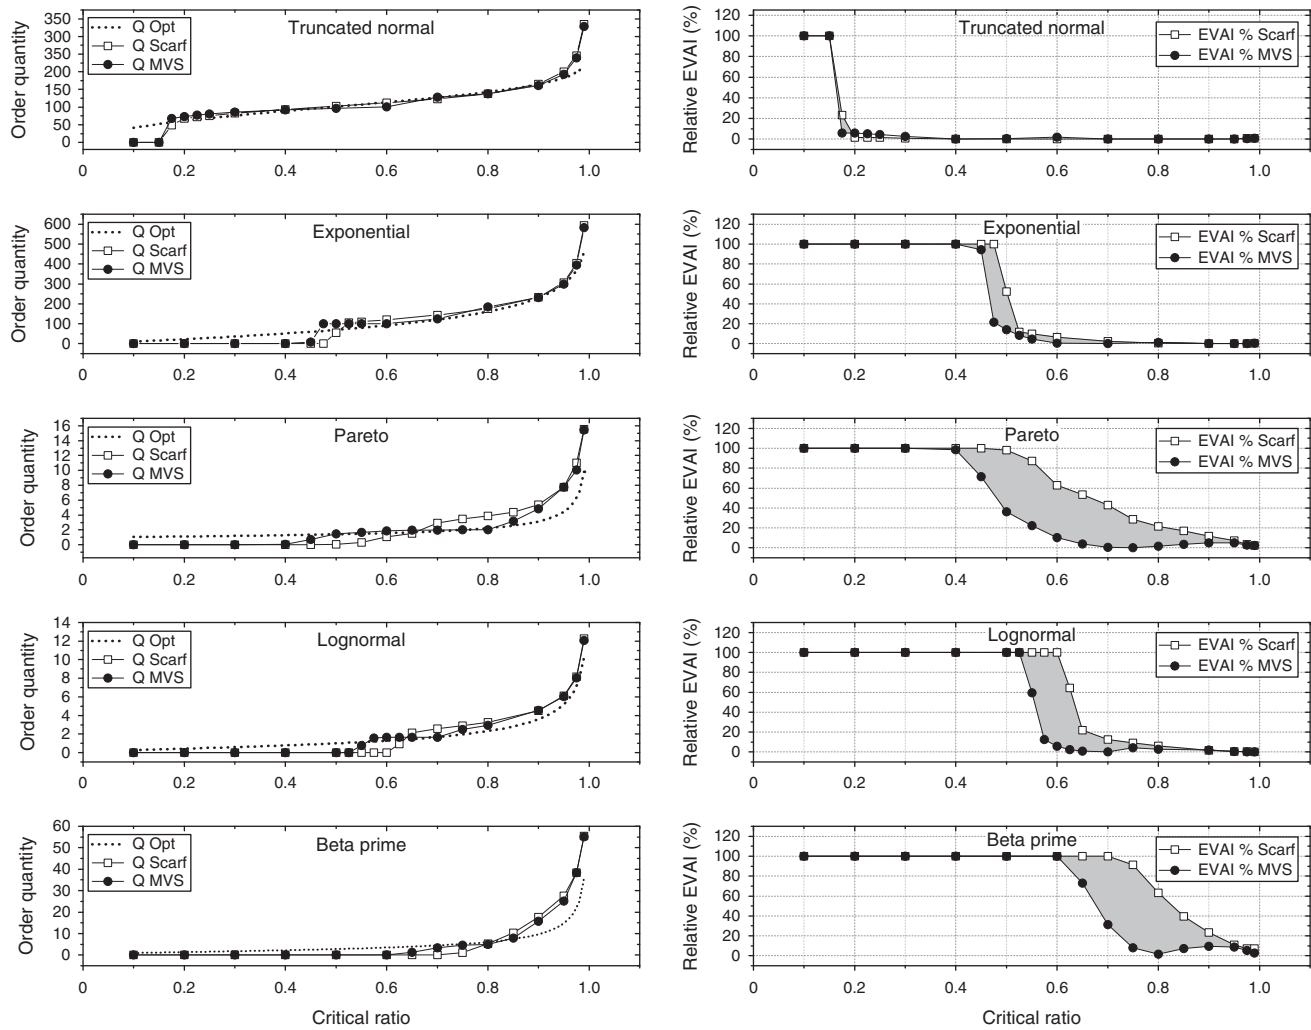 Truncated normal
Order quantity
350
300
250
200
150
100
50
0
Q Opt
Q Scarf
Q MVS
0 0.2 0.4 0.6 0.8 1.0
Truncated normal
Relative EVAI (%)
120
100
80
60
40
20
0
EVAI % Scarf
EVAI % MVS
0 0.2 0.4 0.6 0.8 1.0
Exponential
Order quantity
600
500
400
300
200
100
0
Q Opt
Q Scarf
Q MVS
0 0.2 0.4 0.6 0.8 1.0
Exponential
Relative EVAI (%)
120
100
80
60
40
20
0
EVAI % Scarf
EVAI % MVS
0 0.2 0.4 0.6 0.8 1.0
Pareto
Order quantity
16
14
12
10
8
6
4
2
0
Q Opt
Q Scarf
Q MVS
0 0.2 0.4 0.6 0.8 1.0
Pareto
Relative EVAI (%)
120
100
80
60
40
20
0
EVAI % Scarf
EVAI % MVS
0 0.2 0.4 0.6 0.8 1.0
Lognormal
Order quantity
14
12
10
8
6
4
2
0
Q Opt
Q Scarf
Q MVS
0 0.2 0.4 0.6 0.8 1.0
Lognormal
Relative EVAI (%)
120
100
80
60
40
20
0
EVAI % Scarf
EVAI % MVS
0 0.2 0.4 0.6 0.8 1.0
Beta prime
Order quantity
60
50
40
30
20
10
0
Q Opt
Q Scarf
Q MVS
0 0.2 0.4 0.6 0.8 1.0
Critical ratio
Beta prime
Relative EVAI (%)
120
100
80
60
40
20
0
EVAI % Scarf
EVAI % MVS
0 0.2 0.4 0.6 0.8 1.0
Critical ratio